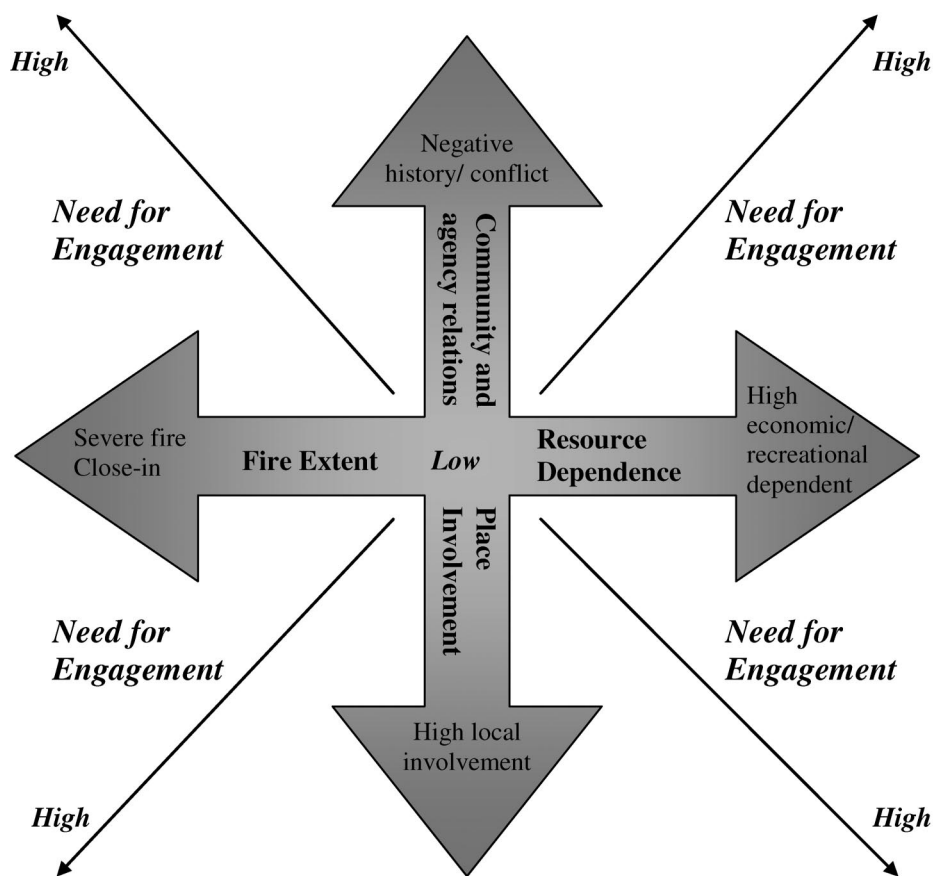 High
High
Negative
history/ conflict
Need for
Engagement
Need for
Engagement
Community and
agency relations
Severe fire
Close-in
Fire Extent
Low
Resource
Dependence
High
economic/
recreational
dependent
Place
Involvement
Need for
Engagement
Need for
Engagement
High local
involvement
High
High